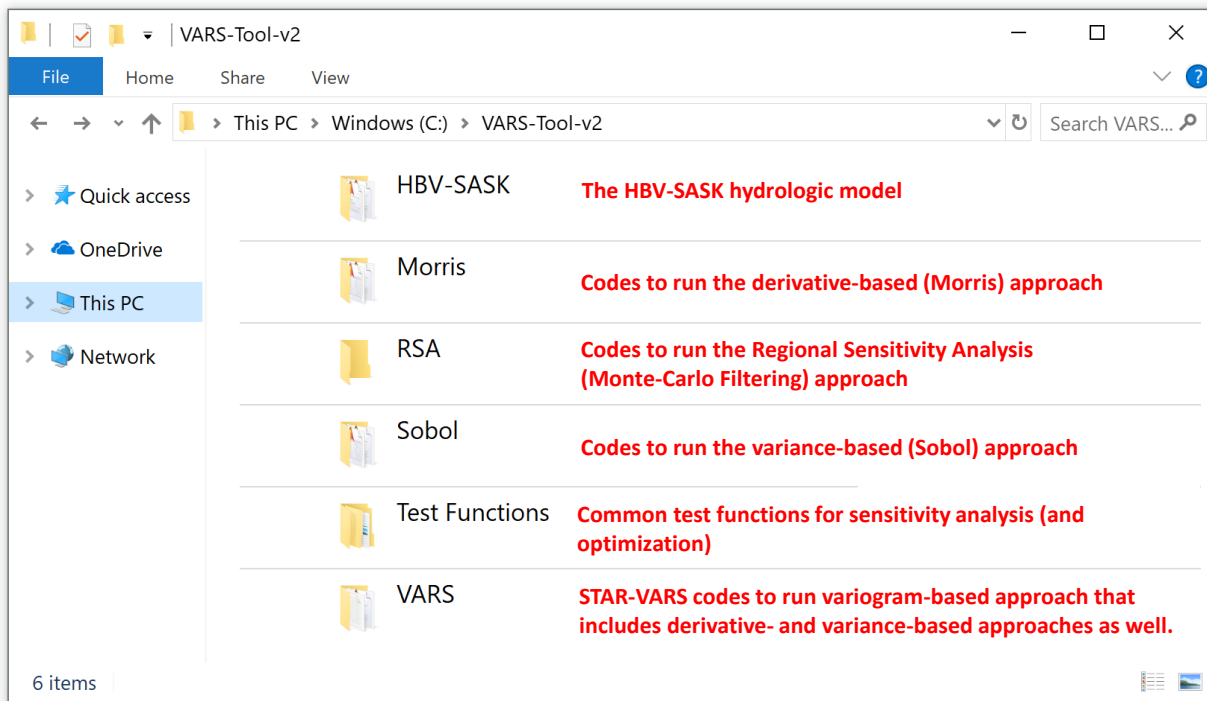 VARS-Tool-v2
File Home Share View
?
This PC > Windows (C:) > VARS-Tool-v2
Search VARS...
Quick access
OneDrive
This PC
Network
HBV-SASK
The HBV-SASK hydrologic model
Morris
Codes to run the derivative-based (Morris) approach
RSA
Codes to run the Regional Sensitivity Analysis
(Monte-Carlo Filtering) approach
Sobol
Codes to run the variance-based (Sobol) approach
Test Functions
Common test functions for sensitivity analysis (and
optimization)
VARS
STAR-VARS codes to run variogram-based approach that
includes derivative- and variance-based approaches as well.
6 items